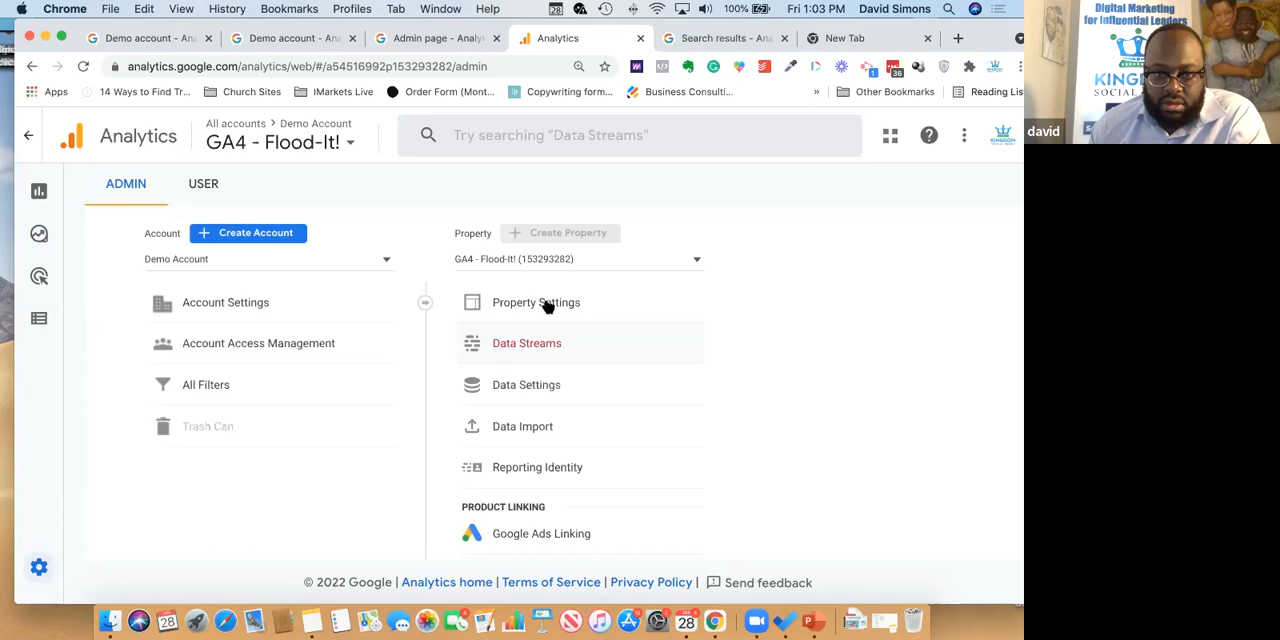 Chrome File Edit View History Bookmarks Profiles Tab Window Help 28 100% Fri 1:03 PM David Simons
Demo account - An Demo account - An Admin page - Analy Analytics Search results - Ana New Tab
analytics.google.com/analytics/web/#/a54516992p153293282/admin 1 36
Apps 14 Ways to Find Tr... Church Sites IMarkets Live Order Form (Mont... Copywriting form... Business Consulti... » Other Bookmarks Reading List
Analytics
All accounts > Demo Account
GA4 - Flood-It!
Try searching "Data Streams"
ADMIN USER
Account + Create Account
Demo Account
Account Settings
Account Access Management
All Filters
Trash Can
Property + Create Property
GA4 - Flood-It! (153293282)
Property Settings
Data Streams
Data Settings
Data Import
Reporting Identity
PRODUCT LINKING
Google Ads Linking
© 2022 Google | Analytics home | Terms of Service | Privacy Policy | Send feedback
28 28
Digital Marketing
for Influential Leaders
david